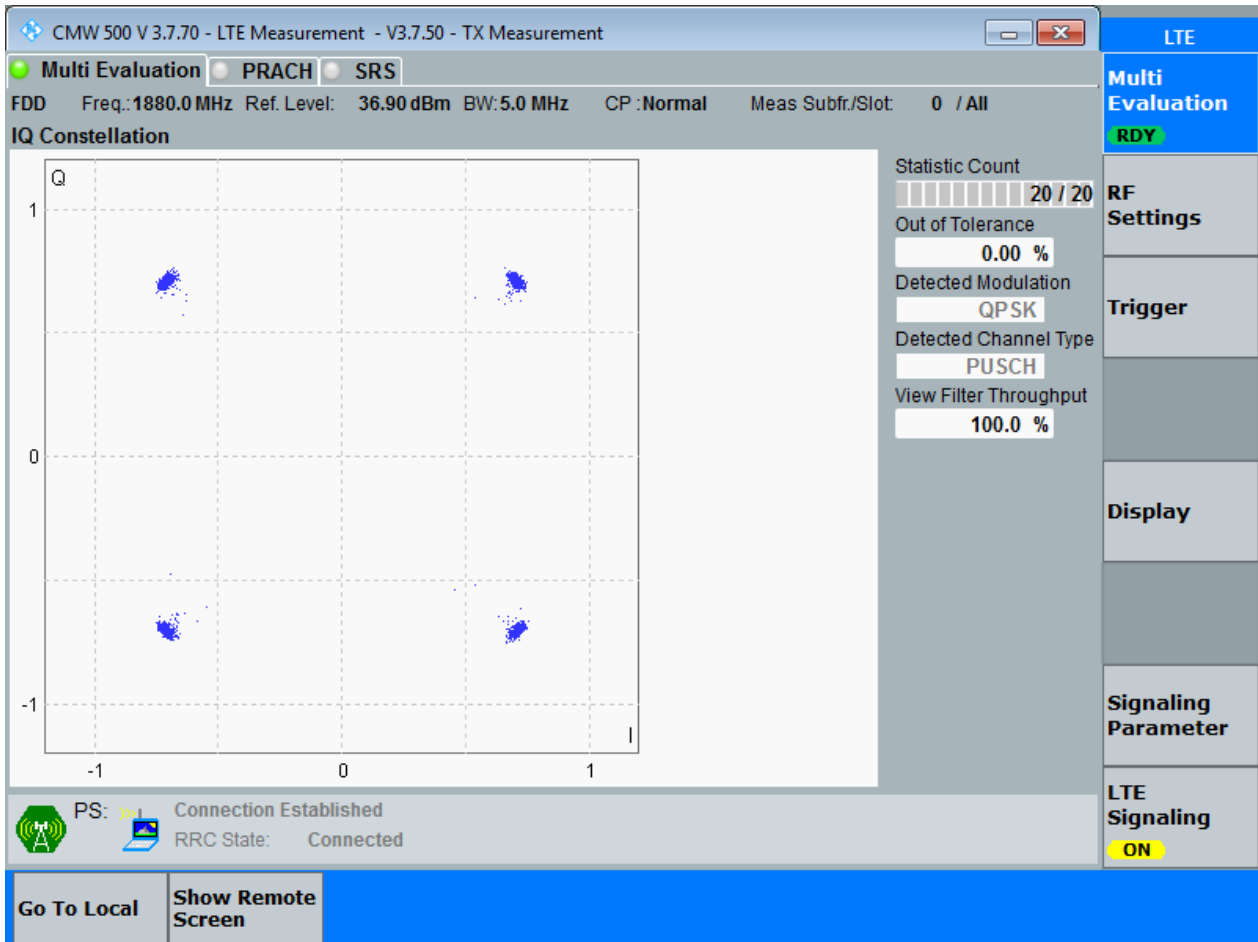 CMW 500 V 3.7.70 - LTE Measurement - V3.7.50 - TX Measurement
LTE
Multi Evaluation PRACH SRS
FDD Freq.: 1880.0 MHz Ref. Level: 36.90 dBm BW: 5.0 MHz CP : Normal Meas Subfr./Slot: 0 / All
IQ Constellation
Q
1
0
-1
I
-1 0 1
Statistic Count
20 / 20
Out of Tolerance
0.00 %
Detected Modulation
QPSK
Detected Channel Type
PUSCH
View Filter Throughput
100.0 %
Multi
Evaluation
RDY
RF
Settings
Trigger
Display
Signaling
Parameter
LTE
Signaling
ON
PS: Connection Established
RRC State: Connected
Go To Local
Show Remote
Screen